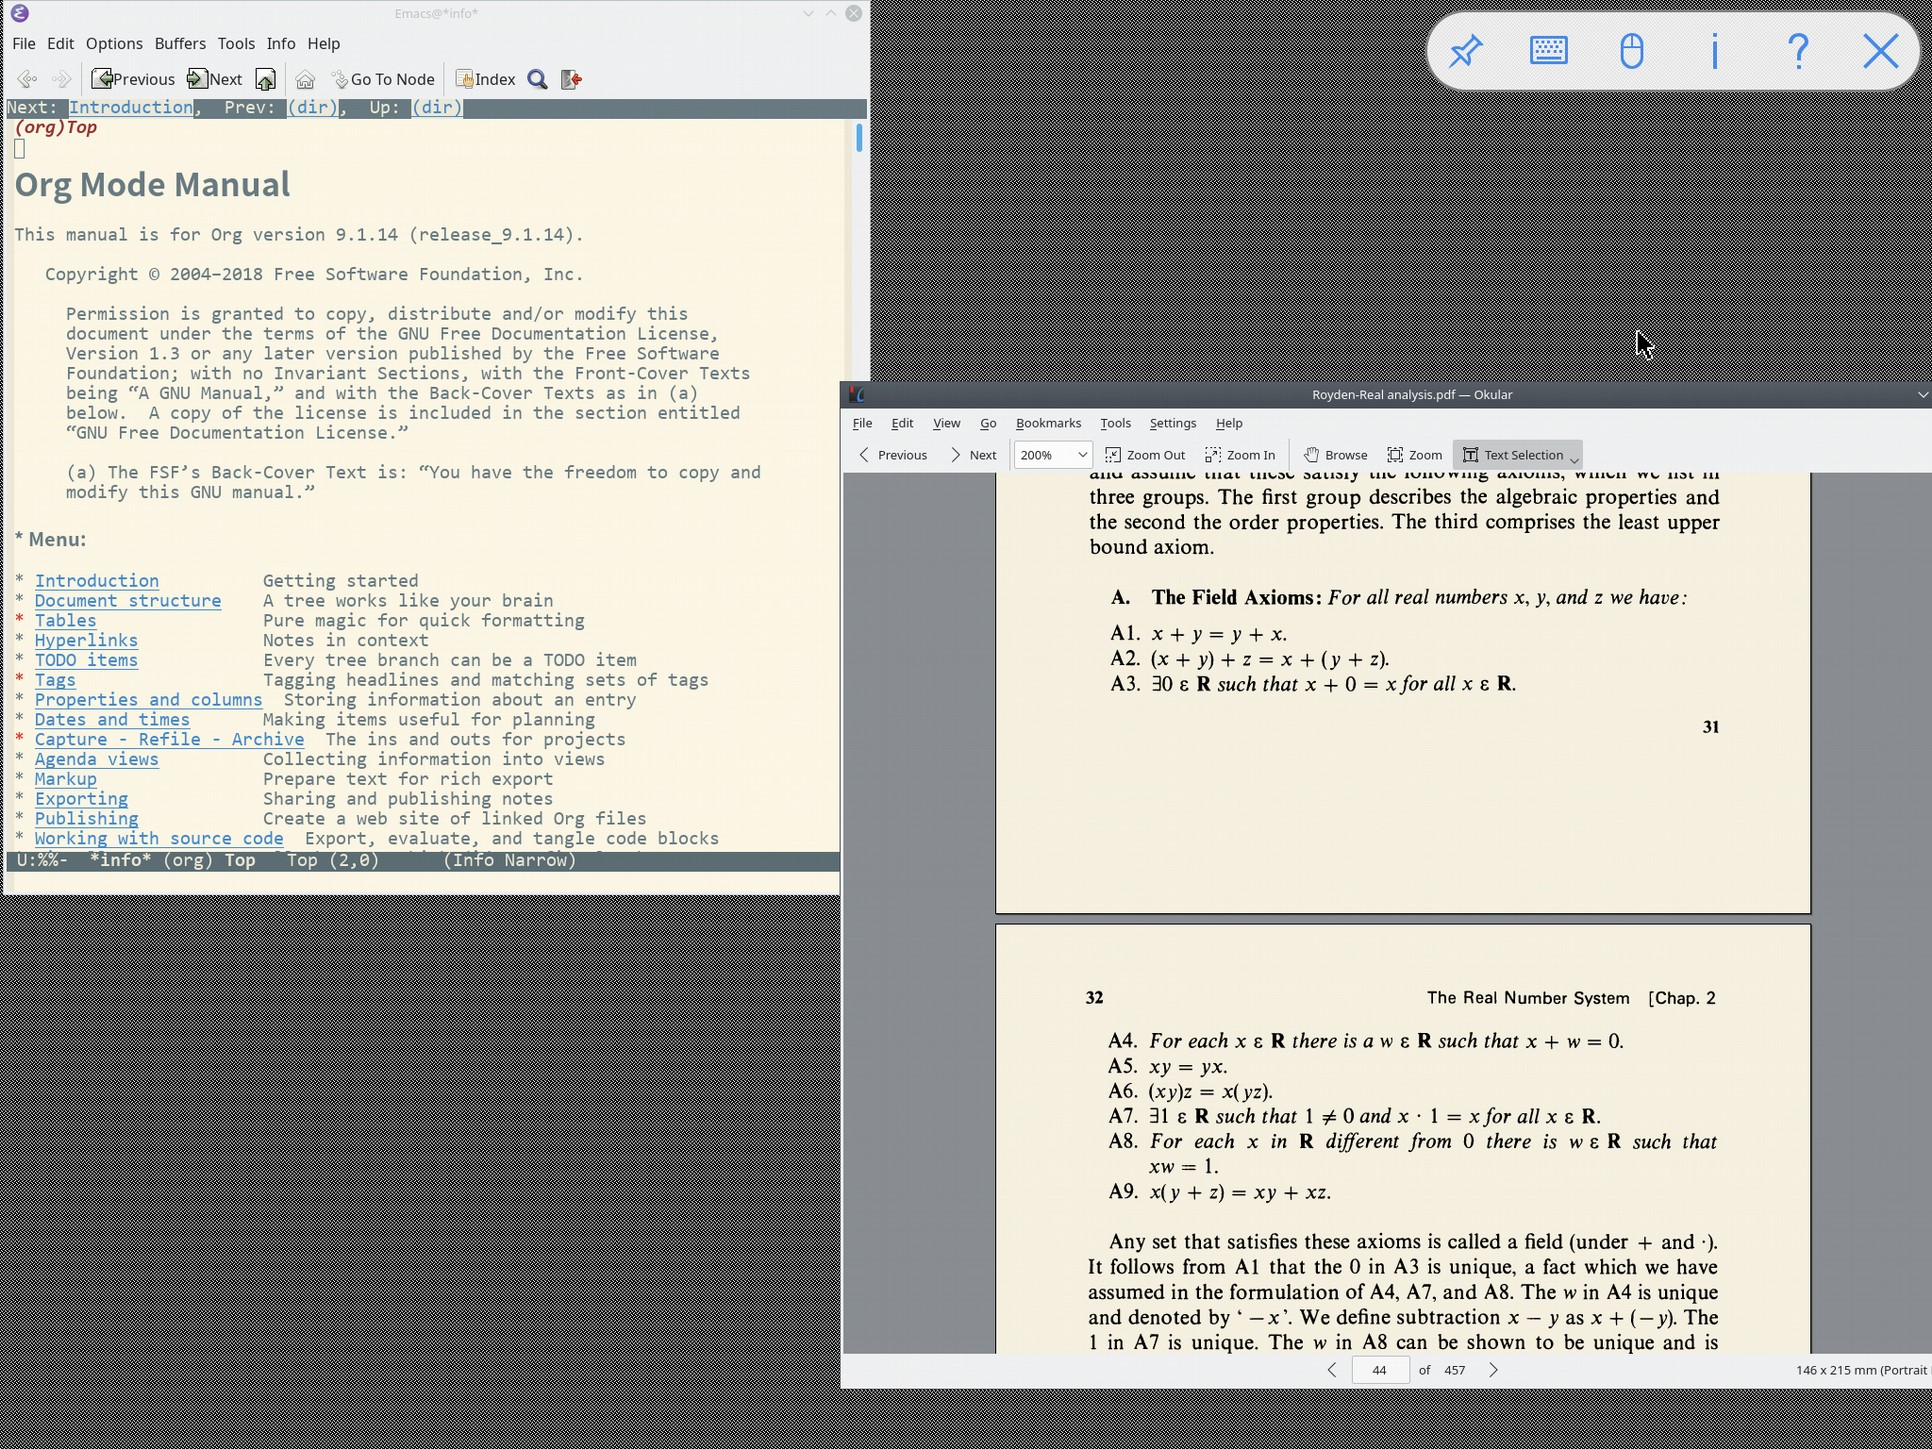 Emacs@*info*
File Edit Options Buffers Tools Info Help
Previous Next Go To Node Index
Next: Introduction, Prev: (dir), Up: (dir)
(org)Top
Org Mode Manual
This manual is for Org version 9.1.14 (release_9.1.14).
Copyright © 2004–2018 Free Software Foundation, Inc.
Permission is granted to copy, distribute and/or modify this
document under the terms of the GNU Free Documentation License,
Version 1.3 or any later version published by the Free Software
Foundation; with no Invariant Sections, with the Front-Cover Texts
being “A GNU Manual,” and with the Back-Cover Texts as in (a)
below. A copy of the license is included in the section entitled
“GNU Free Documentation License.”
(a) The FSF’s Back-Cover Text is: “You have the freedom to copy and
modify this GNU manual.”
* Menu:
* Introduction Getting started
* Document structure A tree works like your brain
* Tables Pure magic for quick formatting
* Hyperlinks Notes in context
* TODO items Every tree branch can be a TODO item
* Tags Tagging headlines and matching sets of tags
* Properties and columns Storing information about an entry
* Dates and times Making items useful for planning
* Capture - Refile - Archive The ins and outs for projects
* Agenda views Collecting information into views
* Markup Prepare text for rich export
* Exporting Sharing and publishing notes
* Publishing Create a web site of linked Org files
* Working with source code Export, evaluate, and tangle code blocks
U:%%- *info* (org) Top Top (2,0) (Info Narrow)
Royden-Real analysis.pdf — Okular
File Edit View Go Bookmarks Tools Settings Help
Previous Next 200% Zoom Out Zoom In Browse Zoom Text Selection
and assume that these satisfy the following axioms, which we list in
three groups. The first group describes the algebraic properties and
the second the order properties. The third comprises the least upper
bound axiom.
A. The Field Axioms: For all real numbers x, y, and z we have:
A1. x + y = y + x.
A2. (x + y) + z = x + (y + z).
A3. ∃0 ε R such that x + 0 = x for all x ε R.
31
32 The Real Number System [Chap. 2
A4. For each x ε R there is a w ε R such that x + w = 0.
A5. xy = yx.
A6. (xy)z = x(yz).
A7. ∃1 ε R such that 1 ≠ 0 and x · 1 = x for all x ε R.
A8. For each x in R different from 0 there is w ε R such that
xw = 1.
A9. x(y + z) = xy + xz.
Any set that satisfies these axioms is called a field (under + and ·).
It follows from A1 that the 0 in A3 is unique, a fact which we have
assumed in the formulation of A4, A7, and A8. The w in A4 is unique
and denoted by ‘ −x’. We define subtraction x − y as x + (−y). The
1 in A7 is unique. The w in A8 can be shown to be unique and is
44 of 457
146 x 215 mm (Portrait